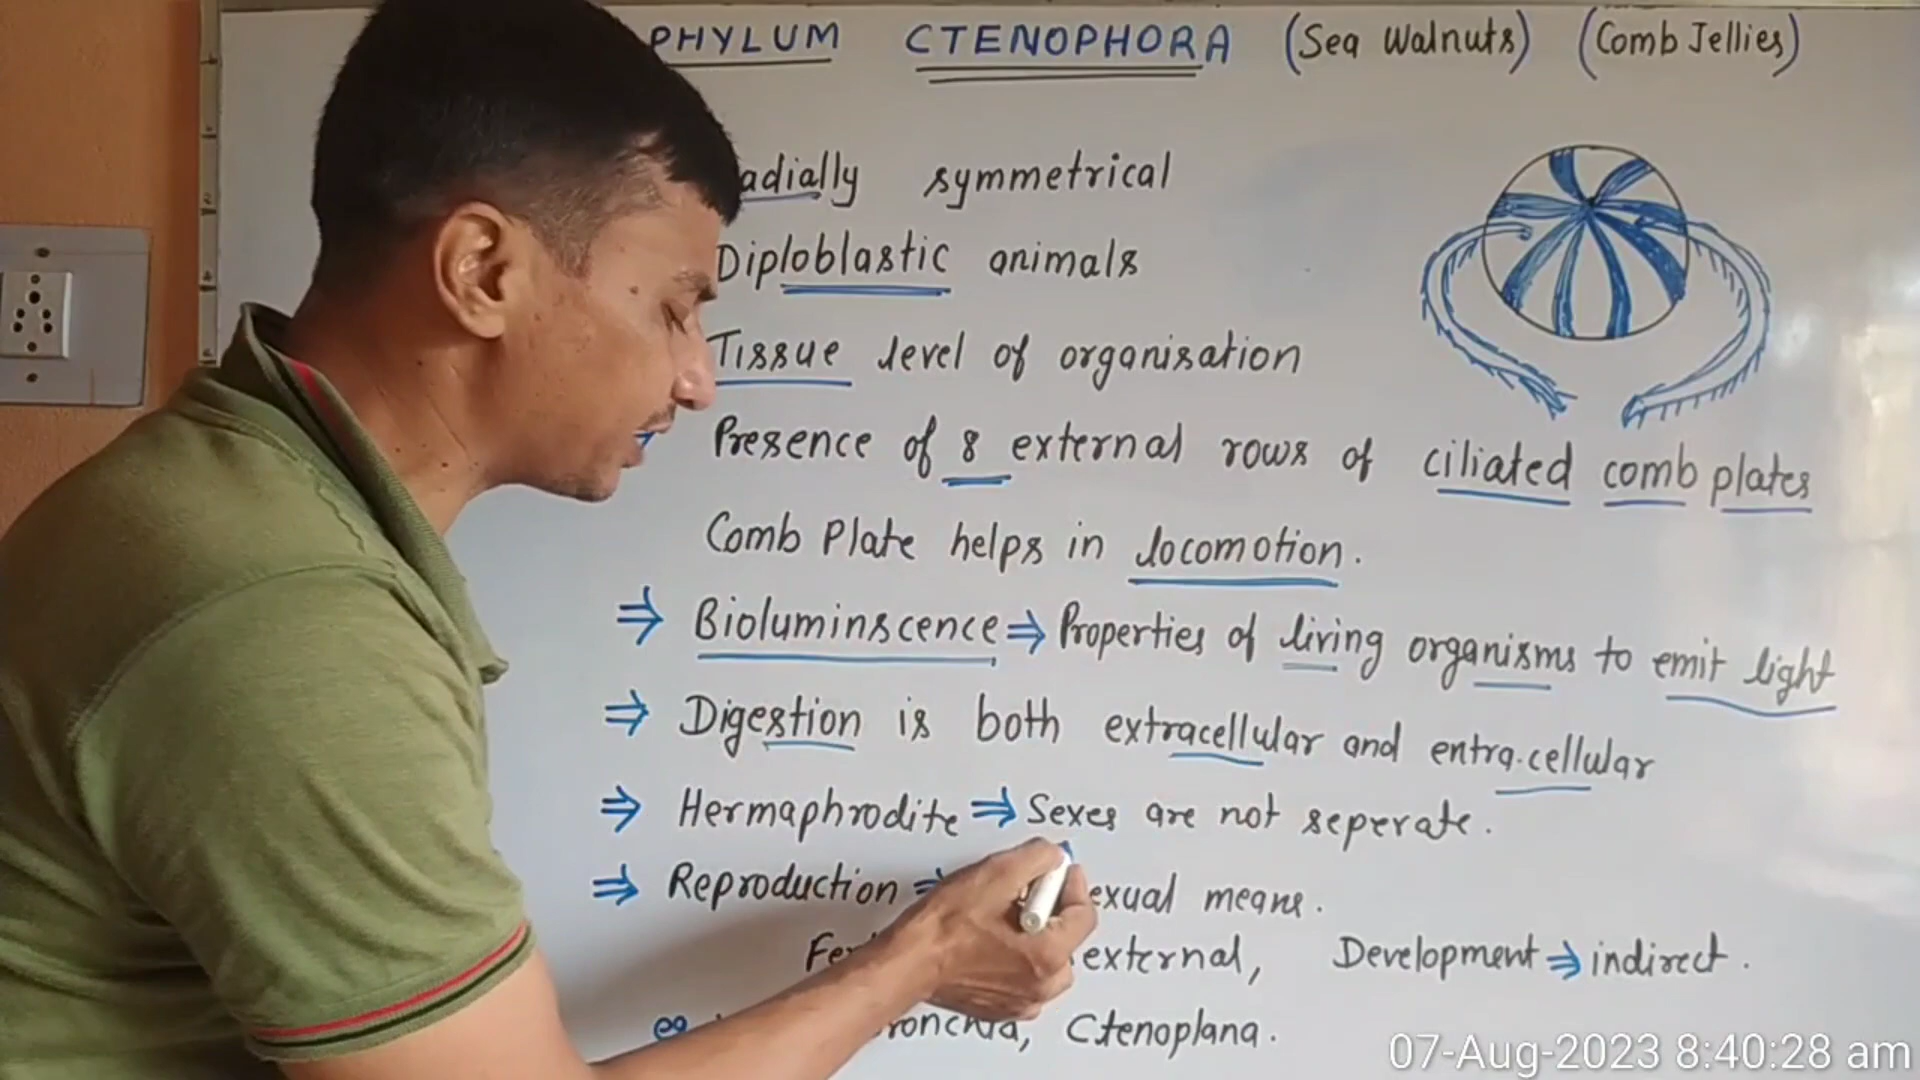 PHYLUM CTENOPHORA (Sea Walnuts) (Comb Jellies)
adially symmetrical
Diploblastic animals
Tissue level of organisation
Presence of 8 external rows of ciliated comb plates
Comb Plate helps in locomotion.
⇒ Bioluminscence ⇒ Properties of living organisms to emit light
⇒ Digestion is both extracellular and entra.cellular
⇒ Hermaphrodite ⇒ Sexes are not seperate.
⇒ Reproduction ⇒ exual means.
Fer external, Development ⇒ indirect.
eg Ctenoplana.
07-Aug-2023 8:40:28 am